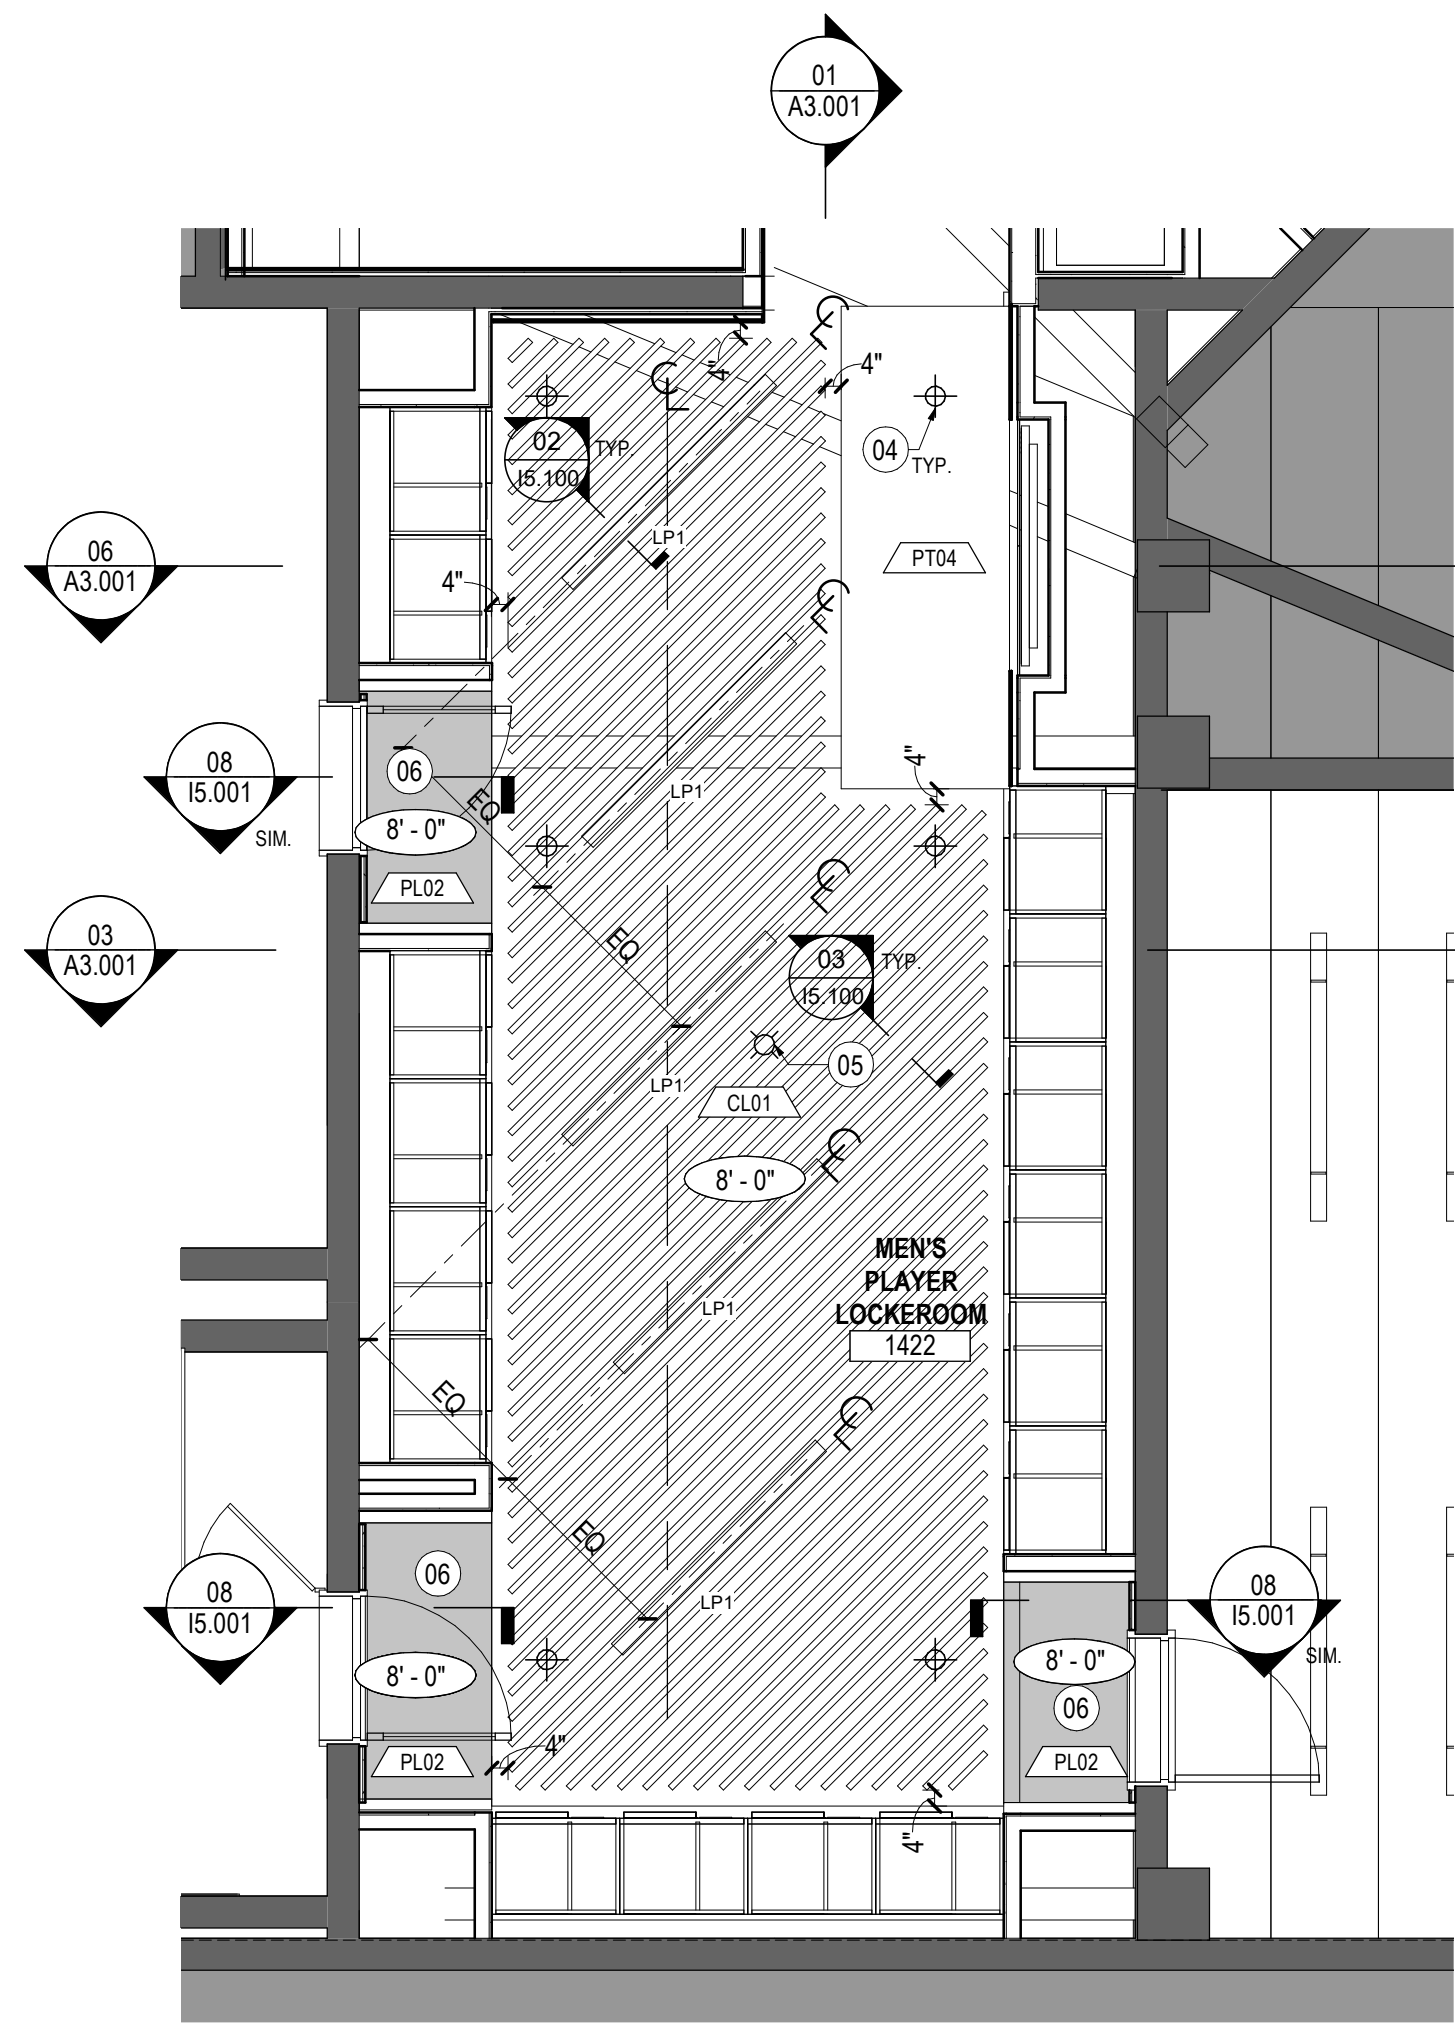 01
A3.001
4"
4"
02
I5.100
TYP.
04
TYP.
LP1
PT04
06
A3.001
4"
08
I5.001
SIM.
06
EQ
8' - 0"
PL02
LP1
4"
03
A3.001
EQ
03
I5.100
TYP.
05
LP1
CL01
8' - 0"
MEN'S
PLAYER
LOCKEROOM
1422
LP1
EQ
EQ
06
08
I5.001
8' - 0"
PL02
4"
LP1
08
I5.001
SIM.
8' - 0"
06
PL02
4"